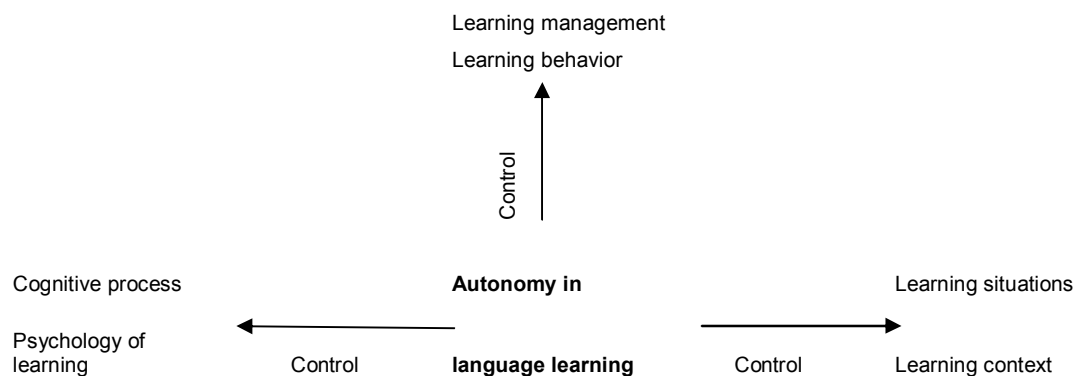 Learning management
Learning behavior
Control
Cognitive process
Autonomy in
Learning situations
Psychology of
learning
Control
language learning
Control
Learning context